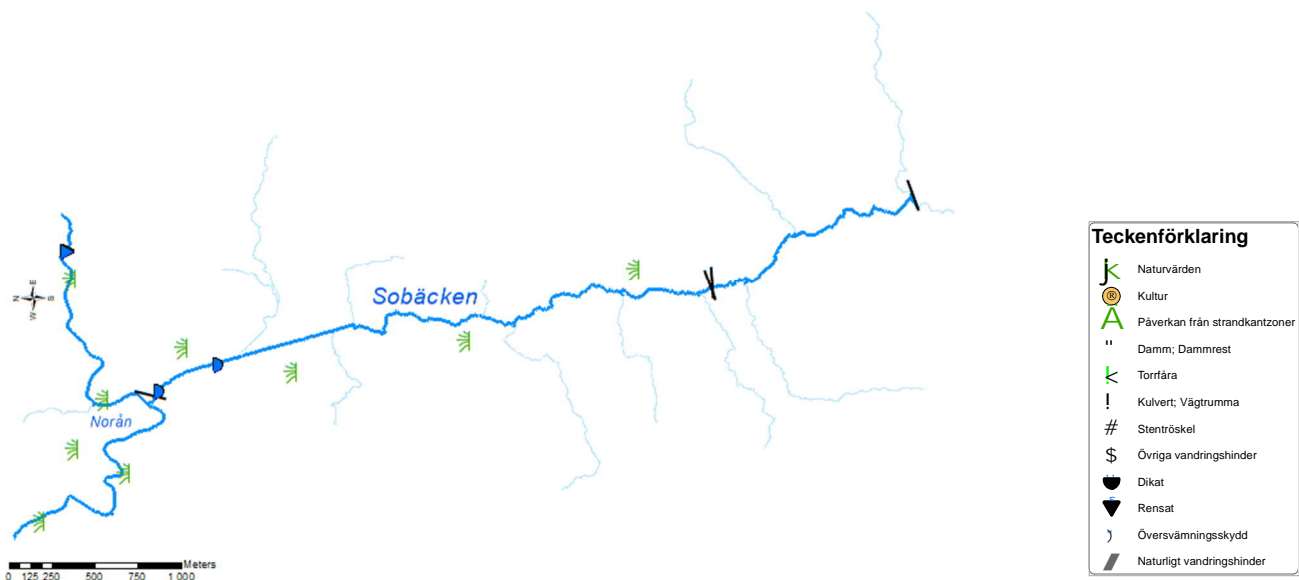 Sobäcken
Norån
N
E
S
W
Meters
0 125 250 500 750 1 000
Teckenförklaring
Naturvärden
® Kultur
Påverkan från strandkantzoner
" Damm; Dammrest
Torrfåra
! Kulvert; Vägtrumma
# Stentröskel
$ Övriga vandringshinder
Dikat
Rensat
Översvämningsskydd
Naturligt vandringshinder